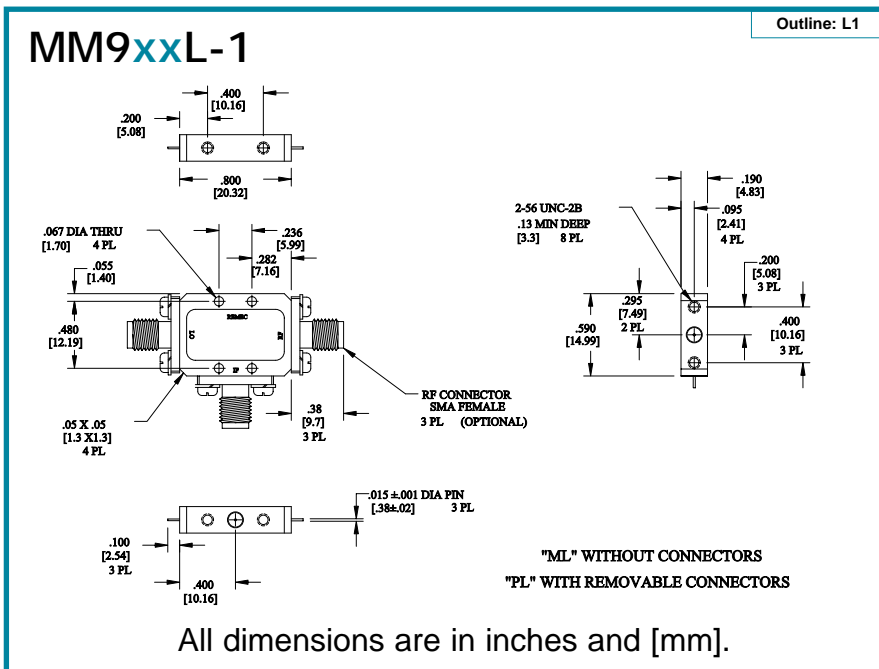 Outline: L1
MM9xxL-1
.400
[10.16]
.200
[5.08]
.800
[20.32]
.067 DIA THRU
[1.70] 4 PL
.236
[5.99]
.282
[7.16]
.055
[1.40]
.480
[12.19]
REMEC
LO
RF
IF
RF CONNECTOR
SMA FEMALE
3 PL (OPTIONAL)
.38
[9.7]
3 PL
.05 X .05
[1.3 X1.3]
4 PL
.190
[4.83]
2-56 UNC-2B
.13 MIN DEEP
[3.3] 8 PL
.095
[2.41]
4 PL
.200
[5.08]
3 PL
.295
[7.49]
2 PL
.590
[14.99]
.400
[10.16]
3 PL
.015 ±.001 DIA PIN
[.38±.02] 3 PL
.100
[2.54]
3 PL
.400
[10.16]
"ML" WITHOUT CONNECTORS
"PL" WITH REMOVABLE CONNECTORS
All dimensions are in inches and [mm].